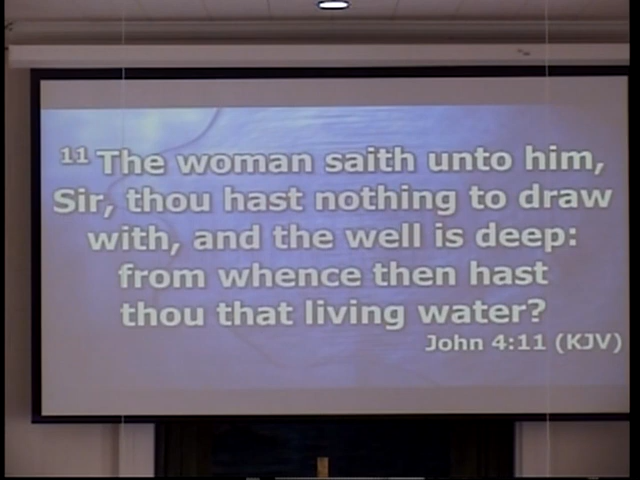 11 The woman saith unto him,
Sir, thou hast nothing to draw
with, and the well is deep:
from whence then hast
thou that living water?
John 4:11 (KJV)